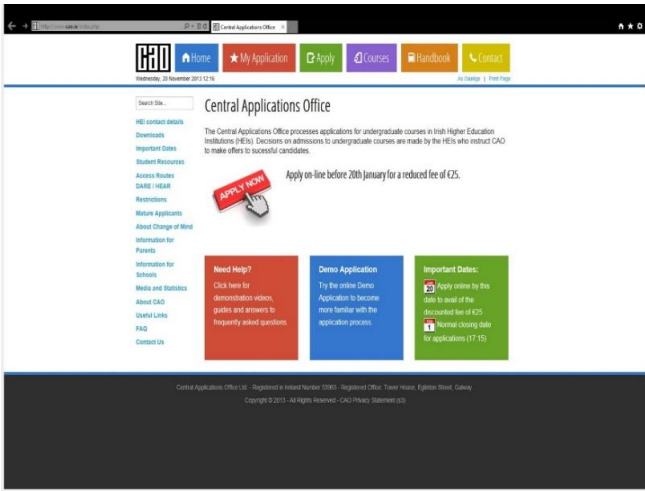 Central Applications Office
cao
Home
My Application
Apply
Courses
Handbook
Contact
Wednesday, 20 November 2013 12:16
As Gaeilge | Print Page
Search Site...
HEI contact details
Downloads
Important Dates
Student Resources
Access Routes
DARE / HEAR
Restrictions
Mature Applicants
About Change of Mind
Information for
Parents
Information for
Schools
Media and Statistics
About CAO
Useful Links
FAQ
Contact Us
Central Applications Office
The Central Applications Office processes applications for undergraduate courses in Irish Higher Education
Institutions (HEIs). Decisions on admissions to undergraduate courses are made by the HEIs who instruct CAO
to make offers to sucessful candidates.
APPLY NOW
Apply on-line before 20th January for a reduced fee of €25.
Need Help?
Click here for
demonstration videos,
guides and answers to
frequently asked questions
Demo Application
Try the online Demo
Application to become
more familiar with the
application process.
Important Dates:
20 Apply online by this
date to avail of the
discounted fee of €25
1 Normal closing date
for applications (17:15)
Central Applications Office Ltd. - Registered in Ireland Number 53983 - Registered Office: Tower House, Eglinton Street, Galway
Copyright © 2013 - All Rights Reserved - CAO Privacy Statement (s3)